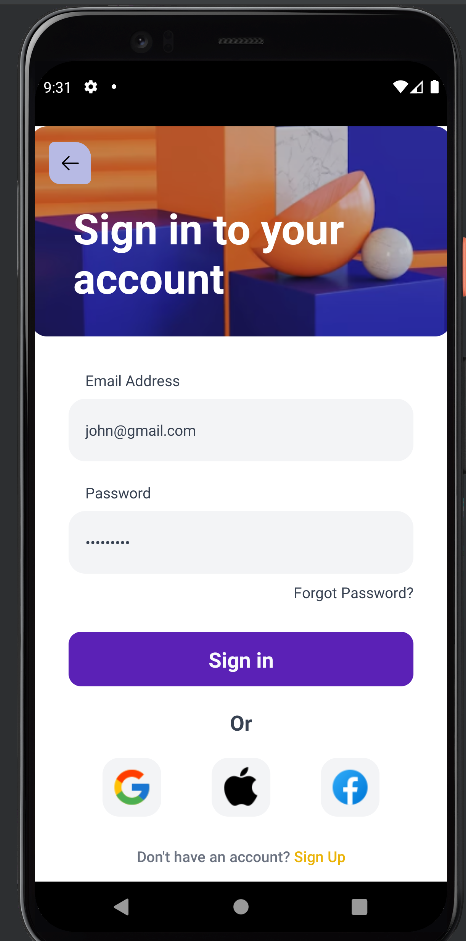 9:31
Sign in to your
account
Email Address
john@gmail.com
Password
•••••••••
Forgot Password?
Sign in
Or
Don't have an account? Sign Up